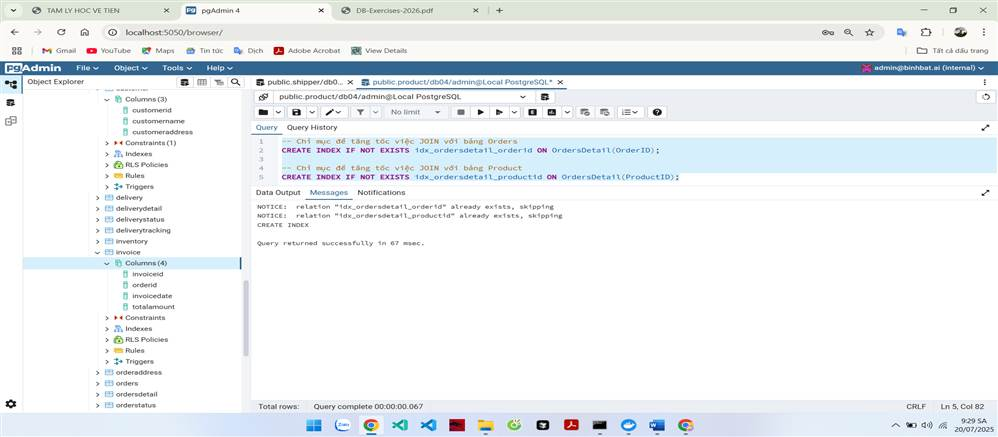 TAM LY HOC VE TIEN
pgAdmin 4
DB-Exercises-2026.pdf
localhost:5050/browser/
Gmail
YouTube
Maps
Tin tức
Dịch
Adobe Acrobat
View Details
Tất cả dấu trang
pgAdmin
File
Object
Tools
Help
admin@binhbat.ai (internal)
Object Explorer
public.shipper/db0...
public.product/db04/admin@Local PostgreSQL*
public.product/db04/admin@Local PostgreSQL
No limit
Query
Query History
1 -- Chỉ mục để tăng tốc việc JOIN với bảng Orders
2 CREATE INDEX IF NOT EXISTS idx_ordersdetail_orderid ON OrdersDetail(OrderID);
3
4 -- Chỉ mục để tăng tốc việc JOIN với bảng Product
5 CREATE INDEX IF NOT EXISTS idx_ordersdetail_productid ON OrdersDetail(ProductID);
Data Output
Messages
Notifications
NOTICE: relation "idx_ordersdetail_orderid" already exists, skipping
NOTICE: relation "idx_ordersdetail_productid" already exists, skipping
CREATE INDEX
Query returned successfully in 67 msec.
Columns (3)
customerid
customername
customeraddress
Constraints (1)
Indexes
RLS Policies
Rules
Triggers
delivery
deliverydetail
deliverystatus
deliverytracking
inventory
invoice
Columns (4)
invoiceid
orderid
invoicedate
totalamount
Constraints
Indexes
RLS Policies
Rules
Triggers
orderaddress
orders
ordersdetail
orderstatus
Total rows:
Query complete 00:00:00.067
CRLF
Ln 5, Col 82
Zalo
9:29 SA
20/07/2025